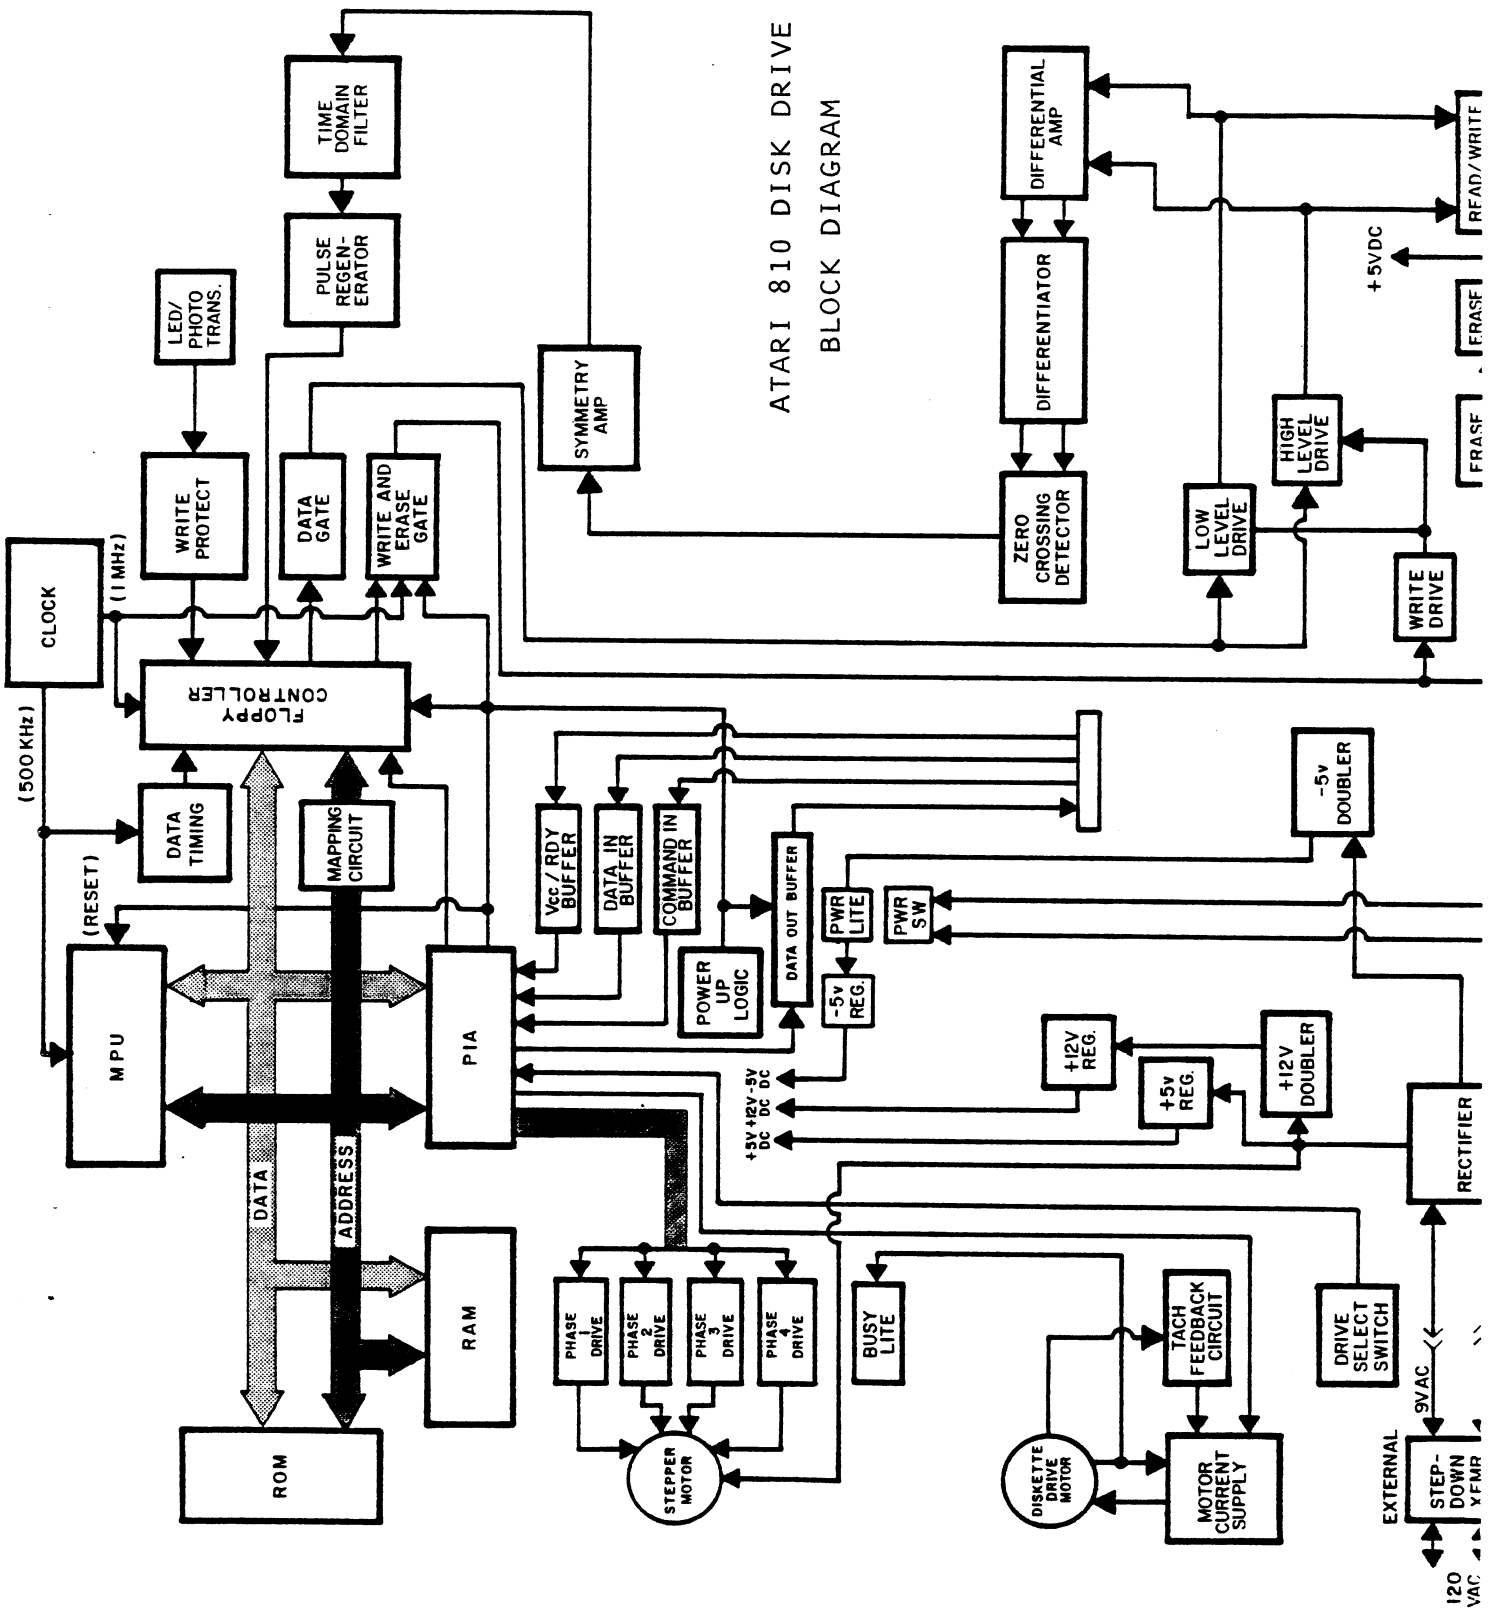 ATARI 810 DISK DRIVE
BLOCK DIAGRAM
ROM
RAM
MPU
(RESET)
(500 KHz)
CLOCK
(1 MHz)
DATA
ADDRESS
PIA
DATA
TIMING
MAPPING
CIRCUIT
FLOPPY
CONTROLLER
WRITE
PROTECT
LED/
PHOTO
TRANS.
DATA
GATE
WRITE AND
ERASE
GATE
PULSE
REGEN-
ERATOR
TIME
DOMAIN
FILTER
SYMMETRY
AMP
Vcc / RDY
BUFFER
DATA IN
BUFFER
COMMAND IN
BUFFER
POWER
UP
LOGIC
DATA OUT BUFFER
PWR
LITE
-5v
REG.
PWR
SW
+5V
DC
+12V
DC
-5V
DC
STEPPER
MOTOR
PHASE
1
DRIVE
PHASE
2
DRIVE
PHASE
3
DRIVE
PHASE
4
DRIVE
BUSY
LITE
DISKETTE
DRIVE
MOTOR
TACH
FEEDBACK
CIRCUIT
MOTOR
CURRENT
SUPPLY
DRIVE
SELECT
SWITCH
+12V
REG.
+5v
REG.
+12V
DOUBLER
-5v
DOUBLER
RECTIFIER
9VAC
EXTERNAL
STEP-
DOWN
XFMR
120
VAC
ZERO
CROSSING
DETECTOR
DIFFERENTIATOR
DIFFERENTIAL
AMP
LOW
LEVEL
DRIVE
HIGH
LEVEL
DRIVE
WRITE
DRIVE
+5VDC
ERASE
ERASE
READ/WRITE